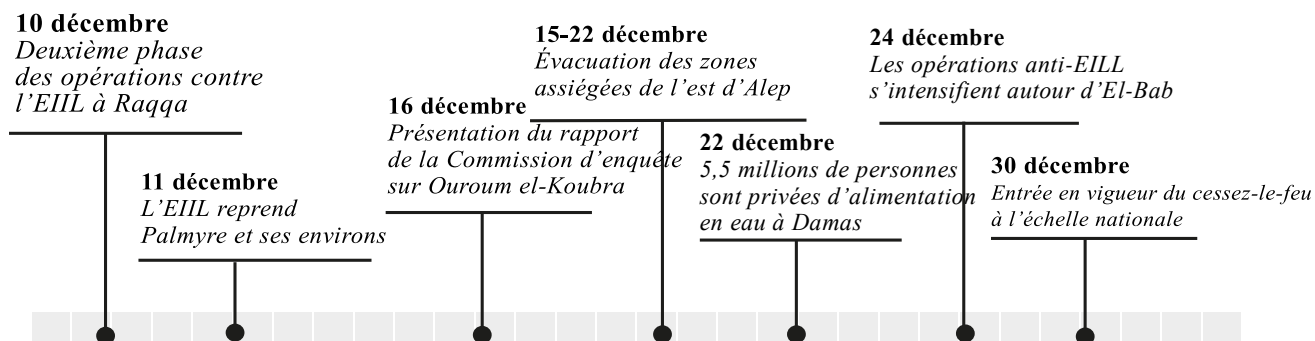 10 décembre
Deuxième phase
des opérations contre
l’EIIL à Raqqa
11 décembre
L’EIIL reprend
Palmyre et ses environs
16 décembre
Présentation du rapport
de la Commission d’enquête
sur Ouroum el-Koubra
15-22 décembre
Évacuation des zones
assiégées de l’est d’Alep
22 décembre
5,5 millions de personnes
sont privées d’alimentation
en eau à Damas
24 décembre
Les opérations anti-EILL
s’intensifient autour d’El-Bab
30 décembre
Entrée en vigueur du cessez-le-feu
à l’échelle nationale